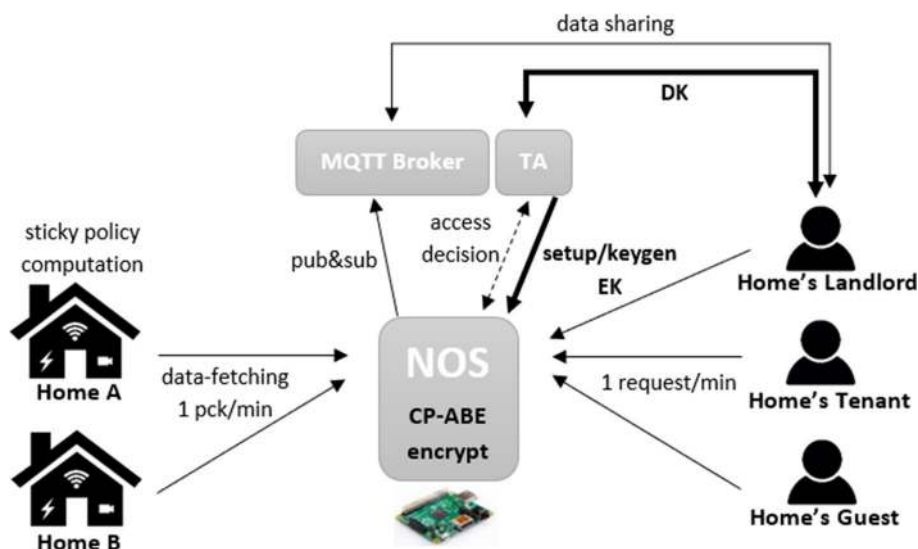 data sharing
DK
MQTT Broker
TA
sticky policy
computation
pub&sub
access
decision
setup/keygen
EK
Home's Landlord
Home A
data-fetching
1 pck/min
NOS
CP-ABE
encrypt
1 request/min
Home's Tenant
Home B
Home's Guest